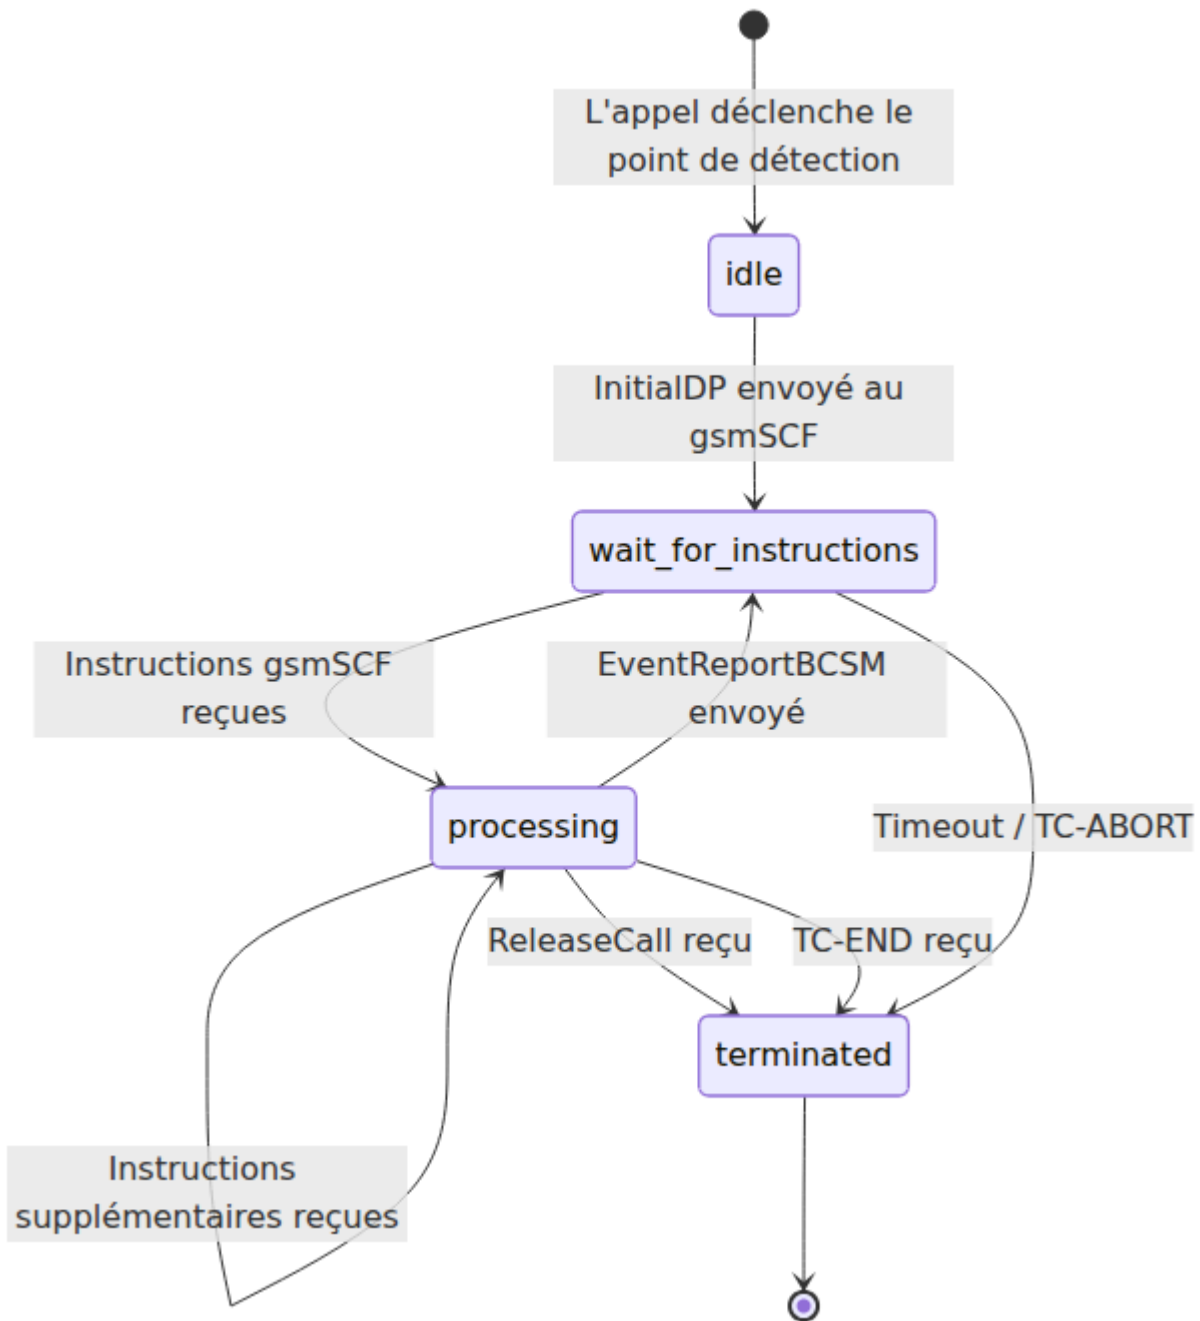 L'appel déclenche le
point de détection
idle
InitialDP envoyé au
gsmSCF
wait_for_instructions
Instructions gsmSCF
reçues
EventReportBCSM
envoyé
processing
Timeout / TC-ABORT
ReleaseCall reçu
TC-END reçu
terminated
Instructions
supplémentaires reçues